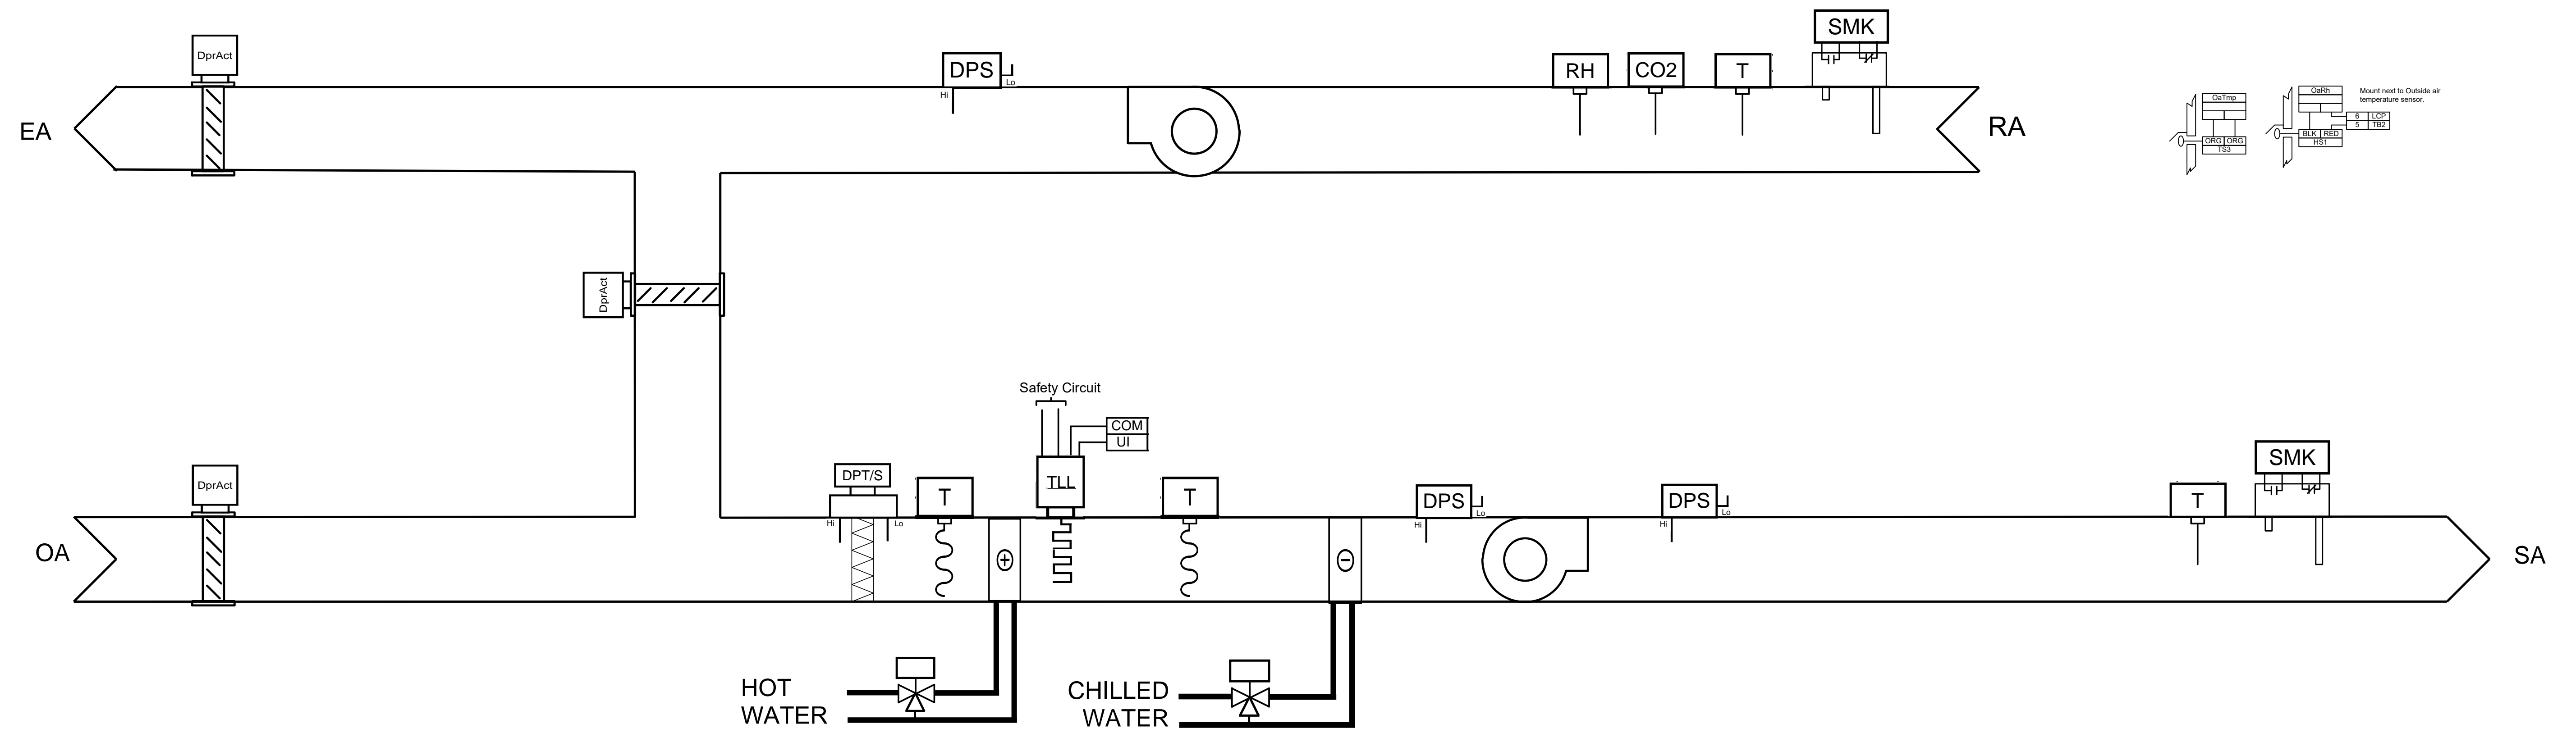 SMK
DprAct
DPS
Lo
Hi
RH
CO2
T
EA
RA
OaTmp
ORG ORG
TS3
OaRh
Mount next to Outside air
temperature sensor.
6 LCP
5 TB2
BLK RED
HS1
DprAct
Safety Circuit
COM
UI
TLL
DprAct
DPT/S
Hi
Lo
T
T
DPS
Lo
Hi
DPS
Lo
Hi
T
SMK
OA
+
−
SA
HOT
WATER
CHILLED
WATER